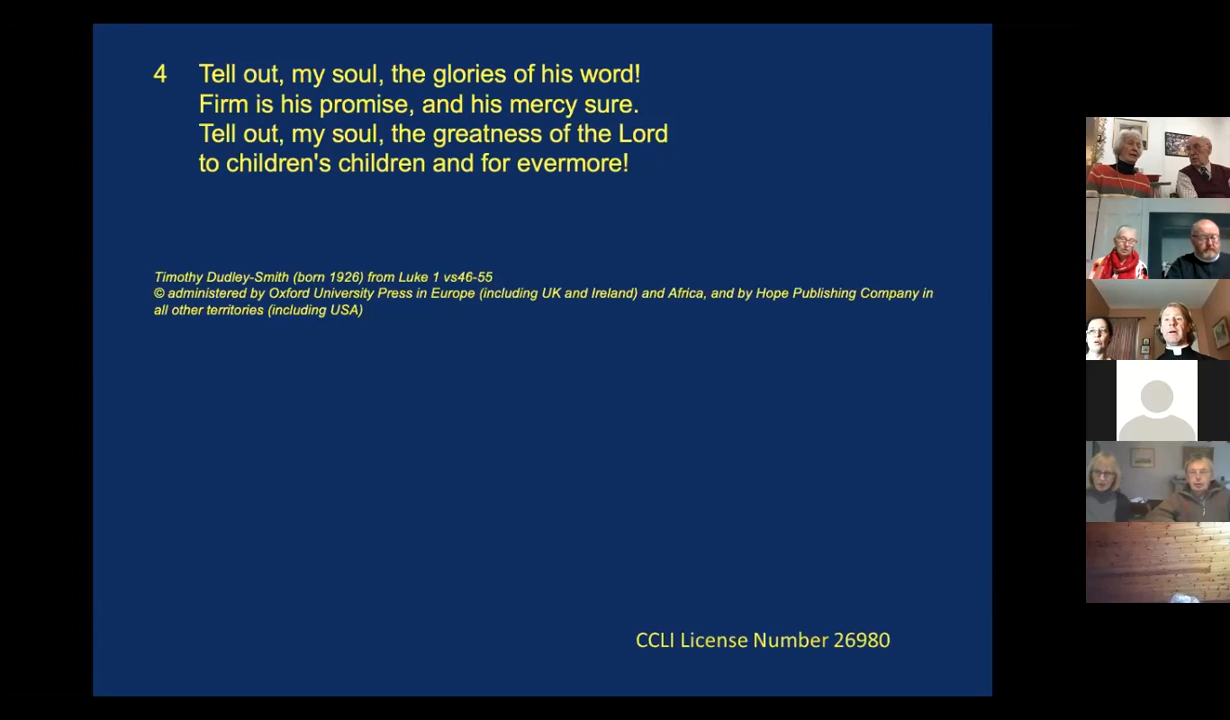 4 Tell out, my soul, the glories of his word!
Firm is his promise, and his mercy sure.
Tell out, my soul, the greatness of the Lord
to children's children and for evermore!
Timothy Dudley-Smith (born 1926) from Luke 1 vs46-55
© administered by Oxford University Press in Europe (including UK and Ireland) and Africa, and by Hope Publishing Company in
all other territories (including USA)
CCLI License Number 26980